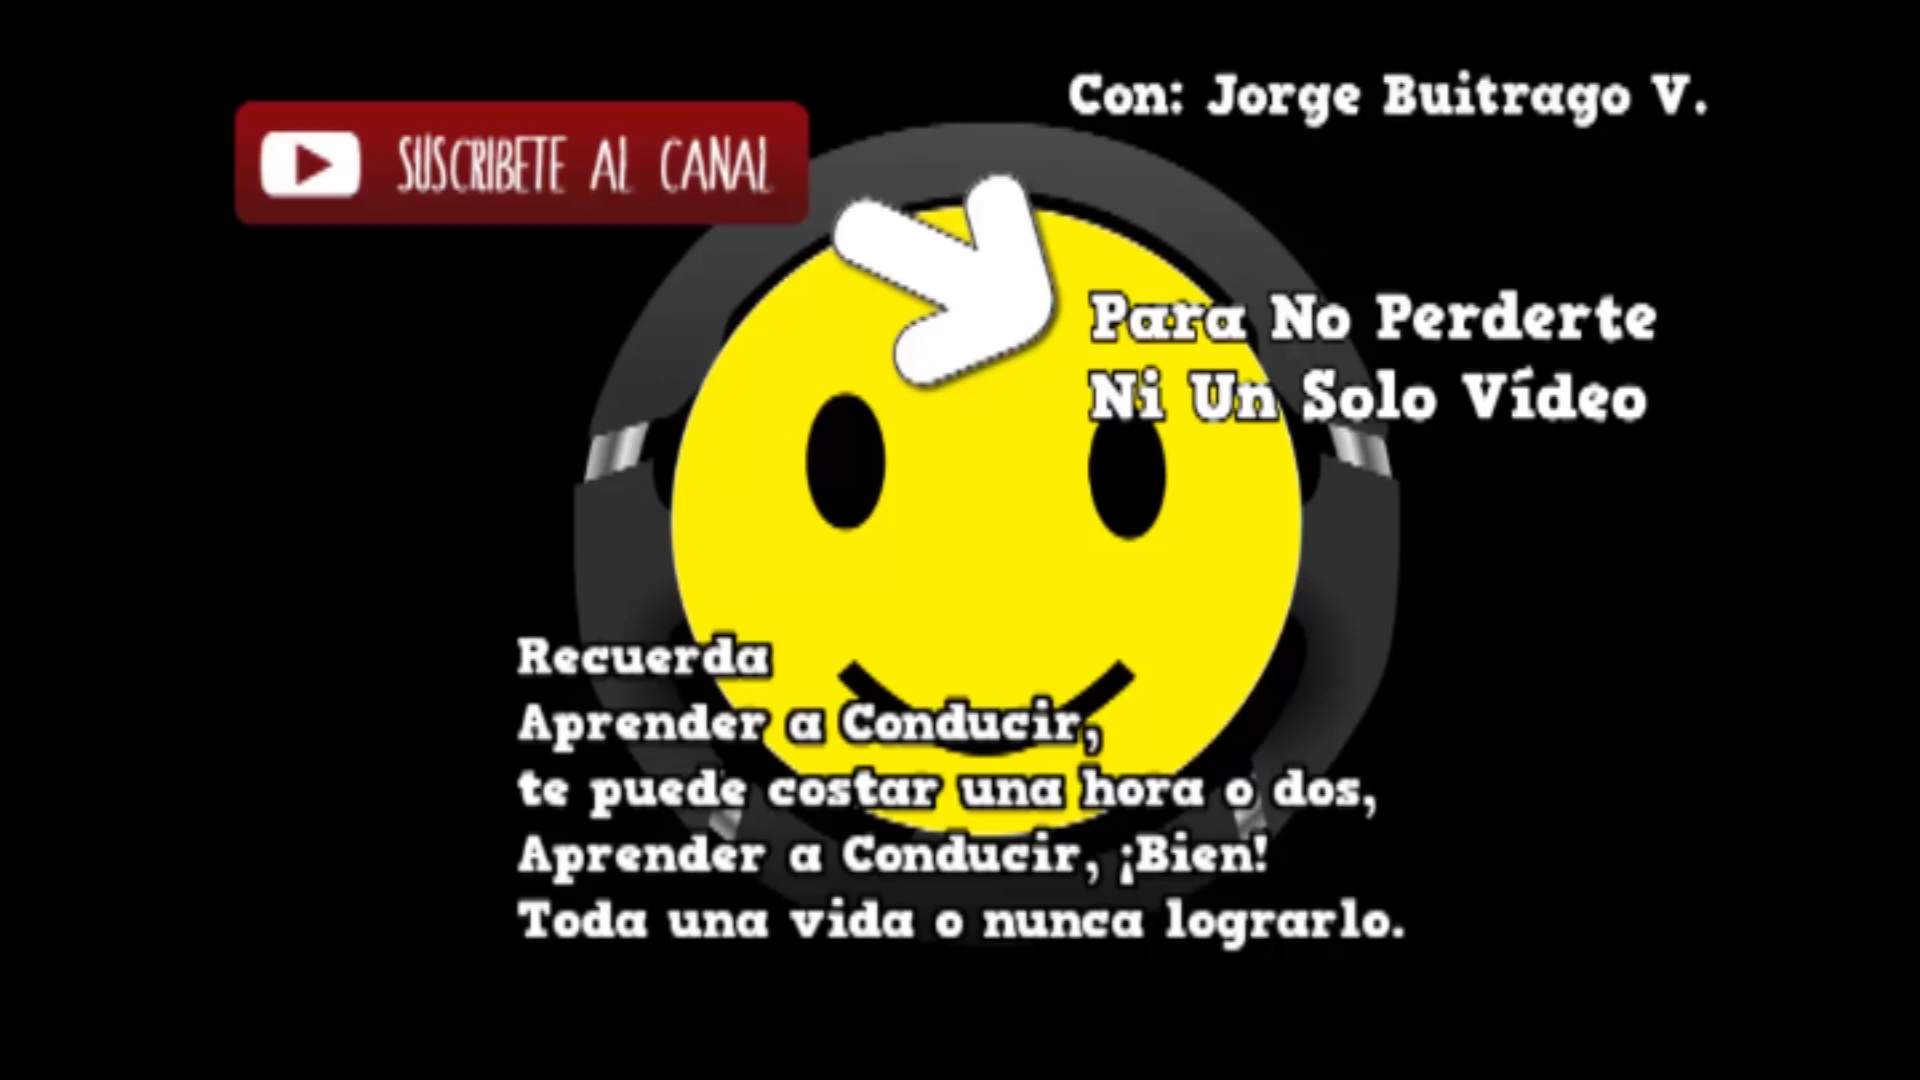 Con: Jorge Buitrago V.
SUSCRIBETE AL CANAL
Para No Perderte
Ni Un Solo Vídeo
Recuerda
Aprender a Conducir,
te puede costar una hora o dos,
Aprender a Conducir, ¡Bien!
Toda una vida o nunca lograrlo.